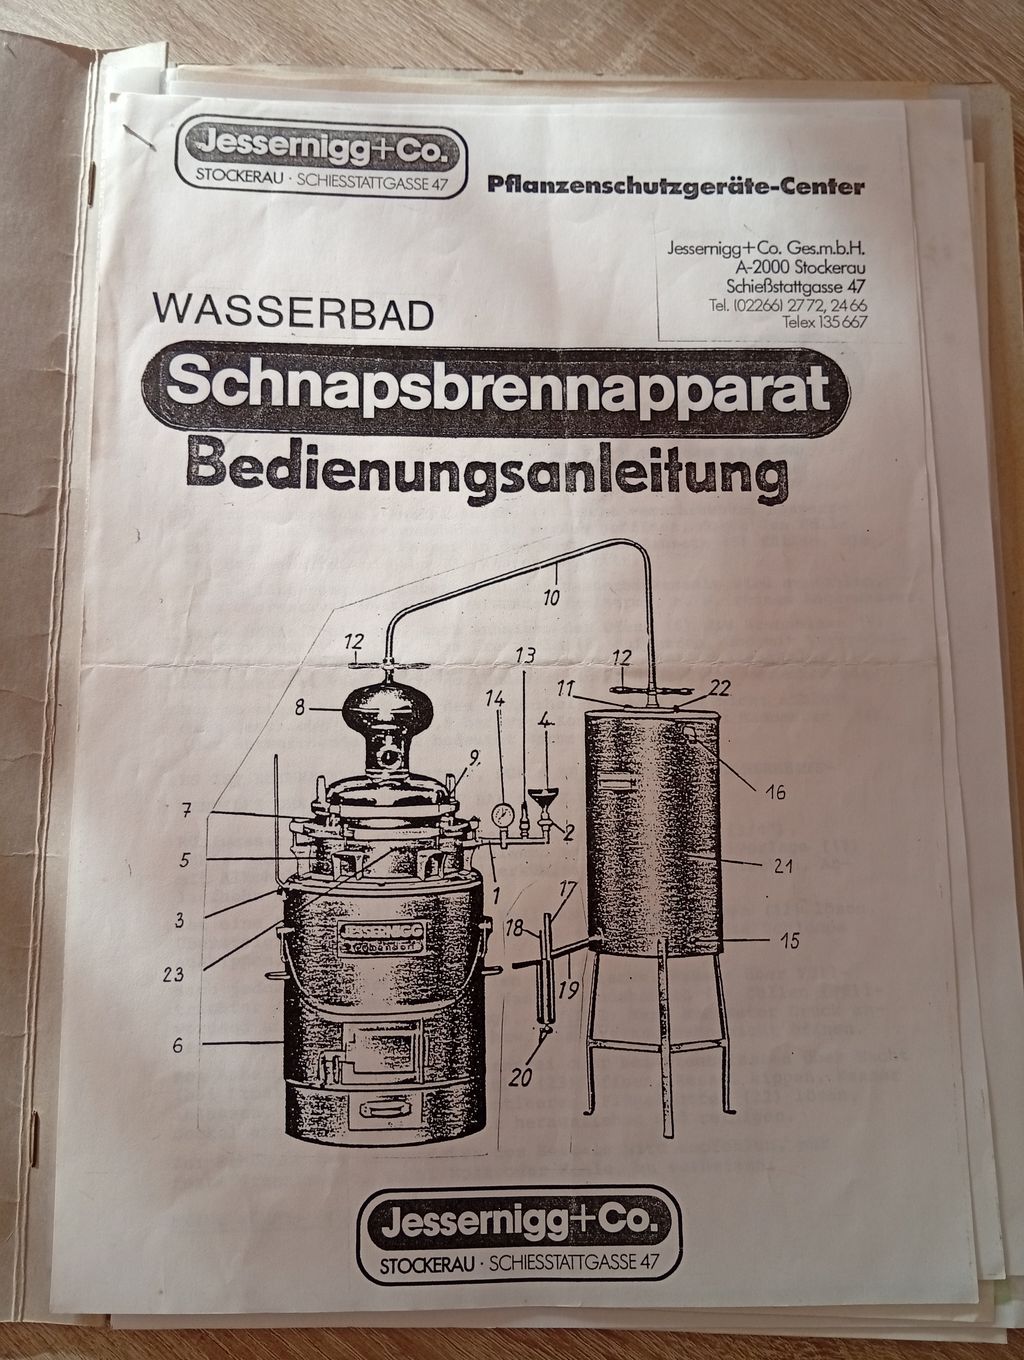 Jessernigg+Co.
STOCKERAU · SCHIESSTATTGASSE 47
Pflanzenschutzgeräte-Center
Jessernigg+Co. Ges.m.b.H.
A-2000 Stockerau
Schießstattgasse 47
Tel. (02266) 2772, 2466
Telex 135667
WASSERBAD
Schnapsbrennapparat
Bedienungsanleitung
10
12
13
12
11
22
8
14
4
9
16
7
2
5
21
1
3
17
18
15
23
19
6
20
JESSERNIGG
Jessernigg+Co.
STOCKERAU · SCHIESSTATTGASSE 47